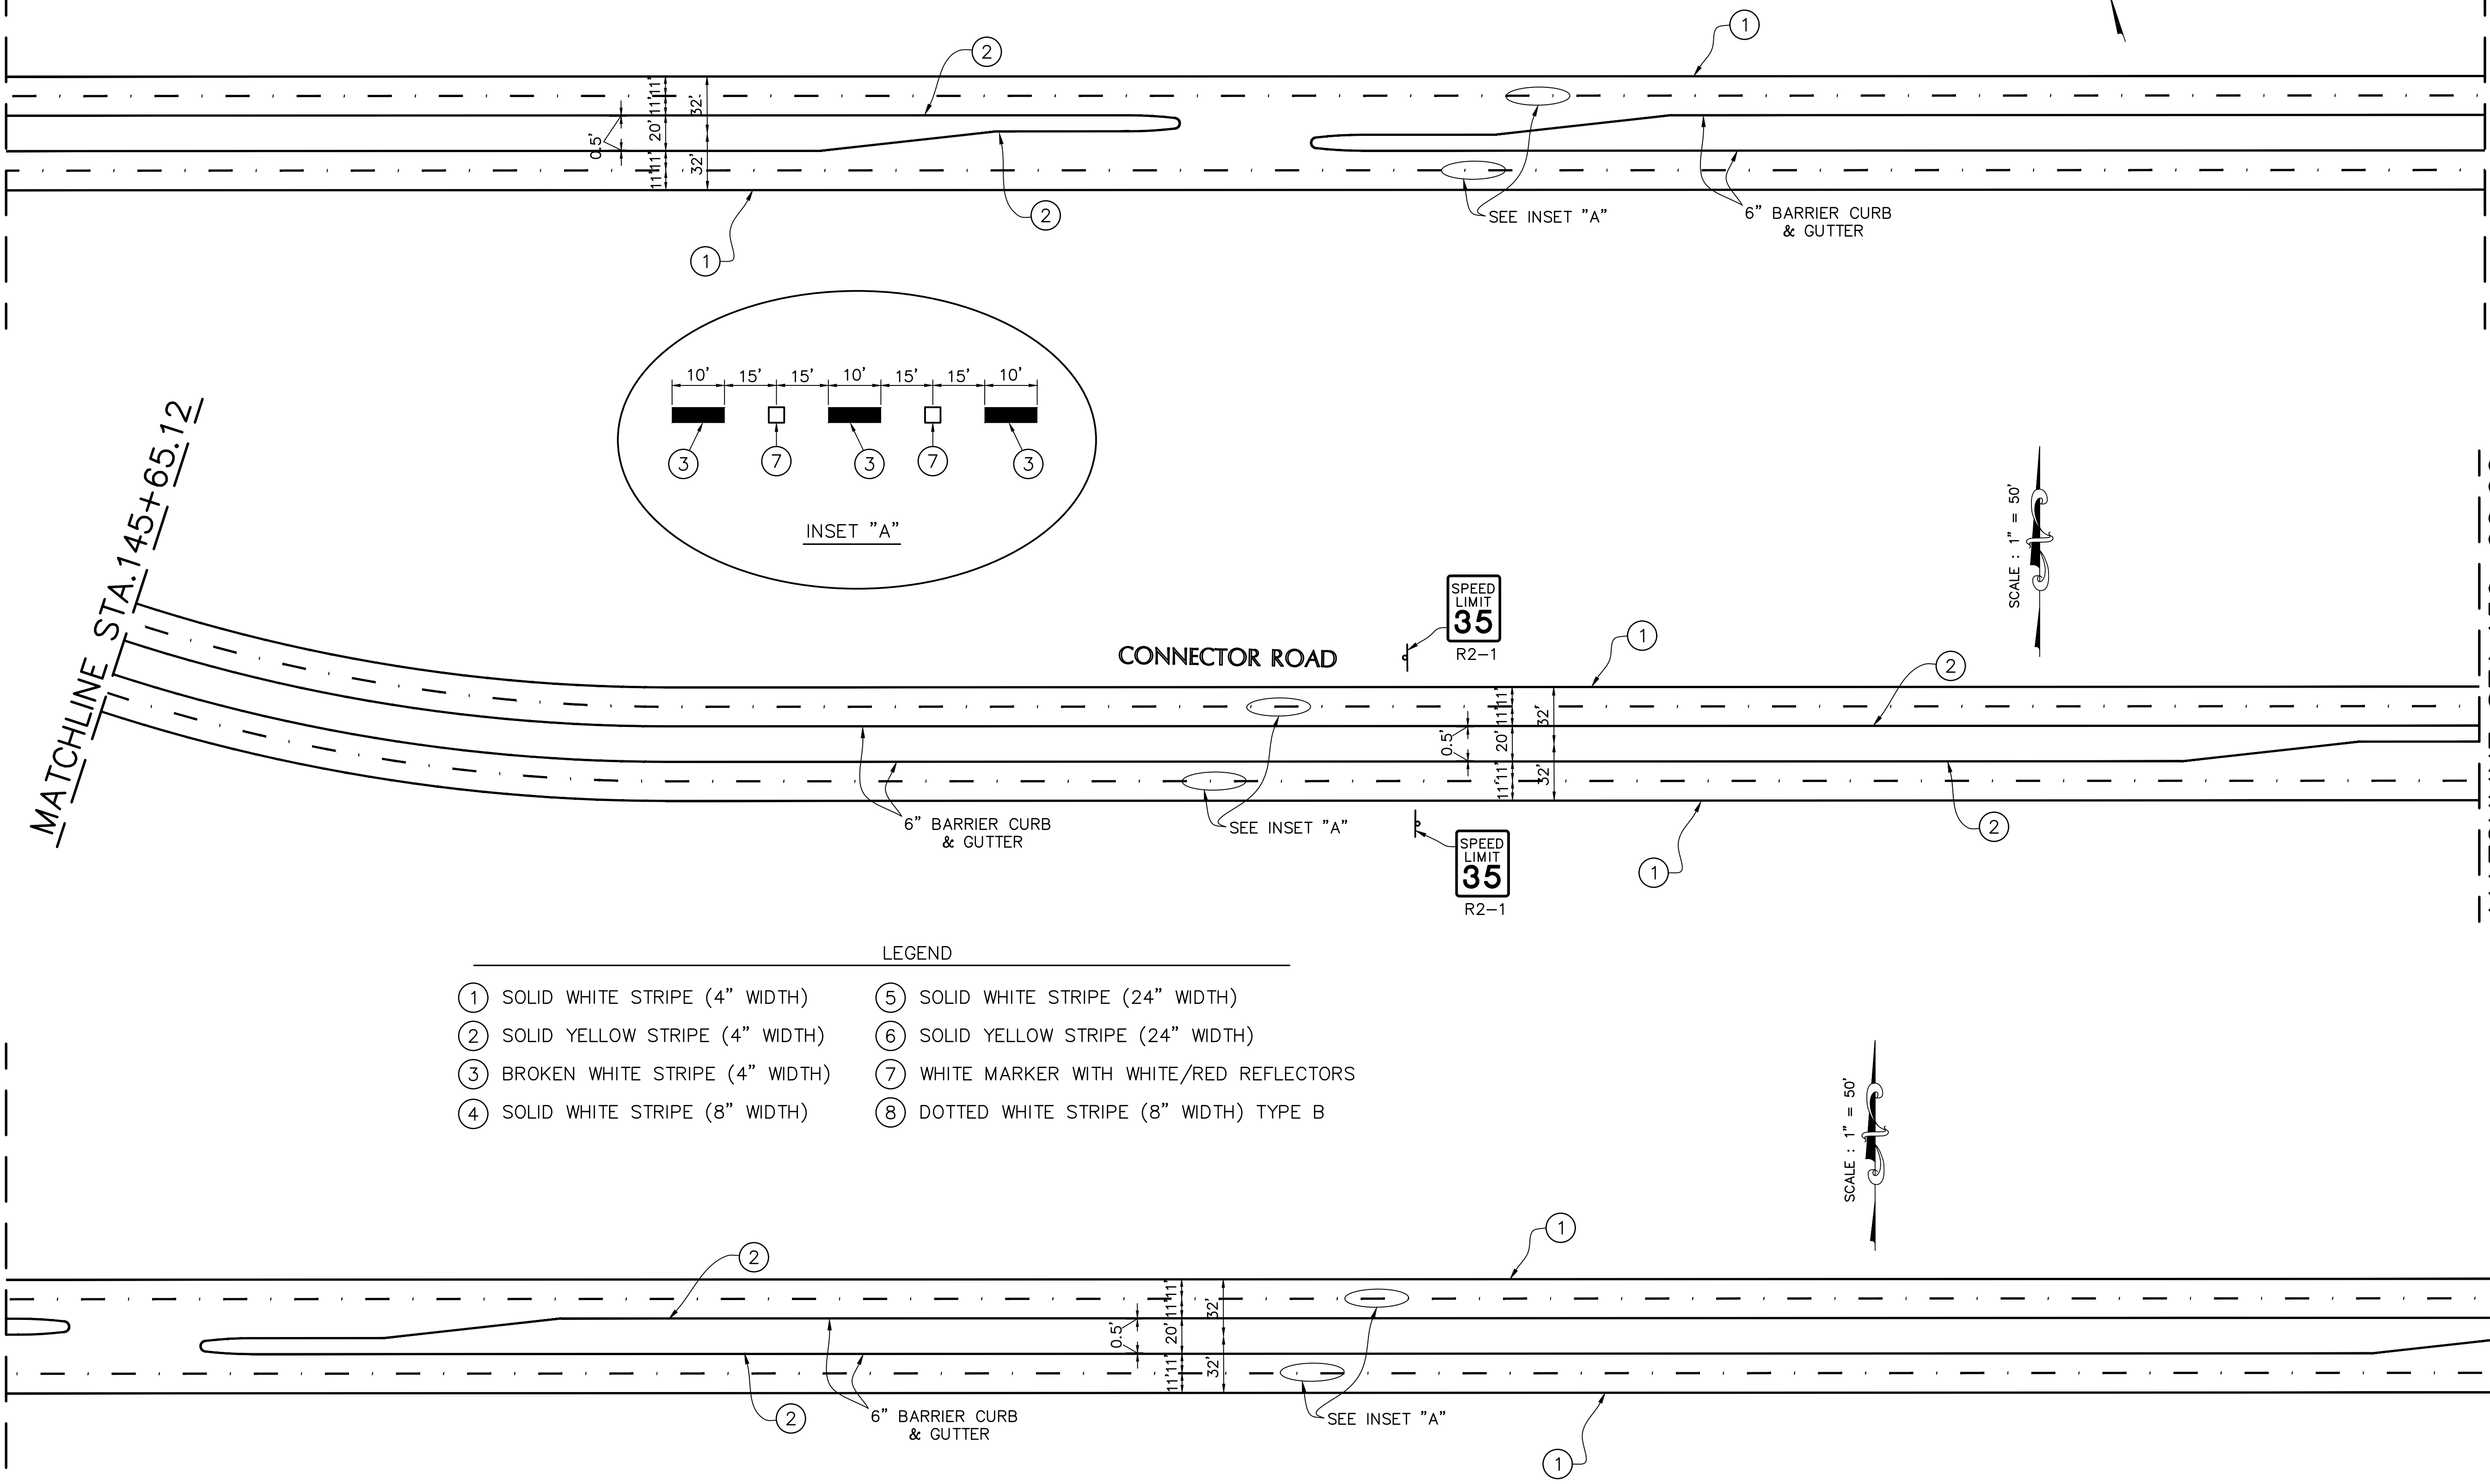 1
2
11' 11' 20' 11' 11'
32' 32'
0.5'
2
1
SEE INSET "A"
6" BARRIER CURB
& GUTTER
10' 15' 15' 10' 15' 15' 10'
3 7 3 7 3
INSET "A"
MATCHLINE STA.145+65.12
SCALE : 1" = 50'
SPEED
LIMIT
35
R2-1
CONNECTOR ROAD
1
2
11' 11' 20' 11' 11'
32' 32'
0.5'
6" BARRIER CURB
& GUTTER
SEE INSET "A"
2
1
SPEED
LIMIT
35
R2-1
LEGEND
1 SOLID WHITE STRIPE (4" WIDTH)
2 SOLID YELLOW STRIPE (4" WIDTH)
3 BROKEN WHITE STRIPE (4" WIDTH)
4 SOLID WHITE STRIPE (8" WIDTH)
5 SOLID WHITE STRIPE (24" WIDTH)
6 SOLID YELLOW STRIPE (24" WIDTH)
7 WHITE MARKER WITH WHITE/RED REFLECTORS
8 DOTTED WHITE STRIPE (8" WIDTH) TYPE B
SCALE : 1" = 50'
1
2
11' 11' 20' 11' 11'
32' 32'
0.5'
6" BARRIER CURB
& GUTTER
SEE INSET "A"
2
1